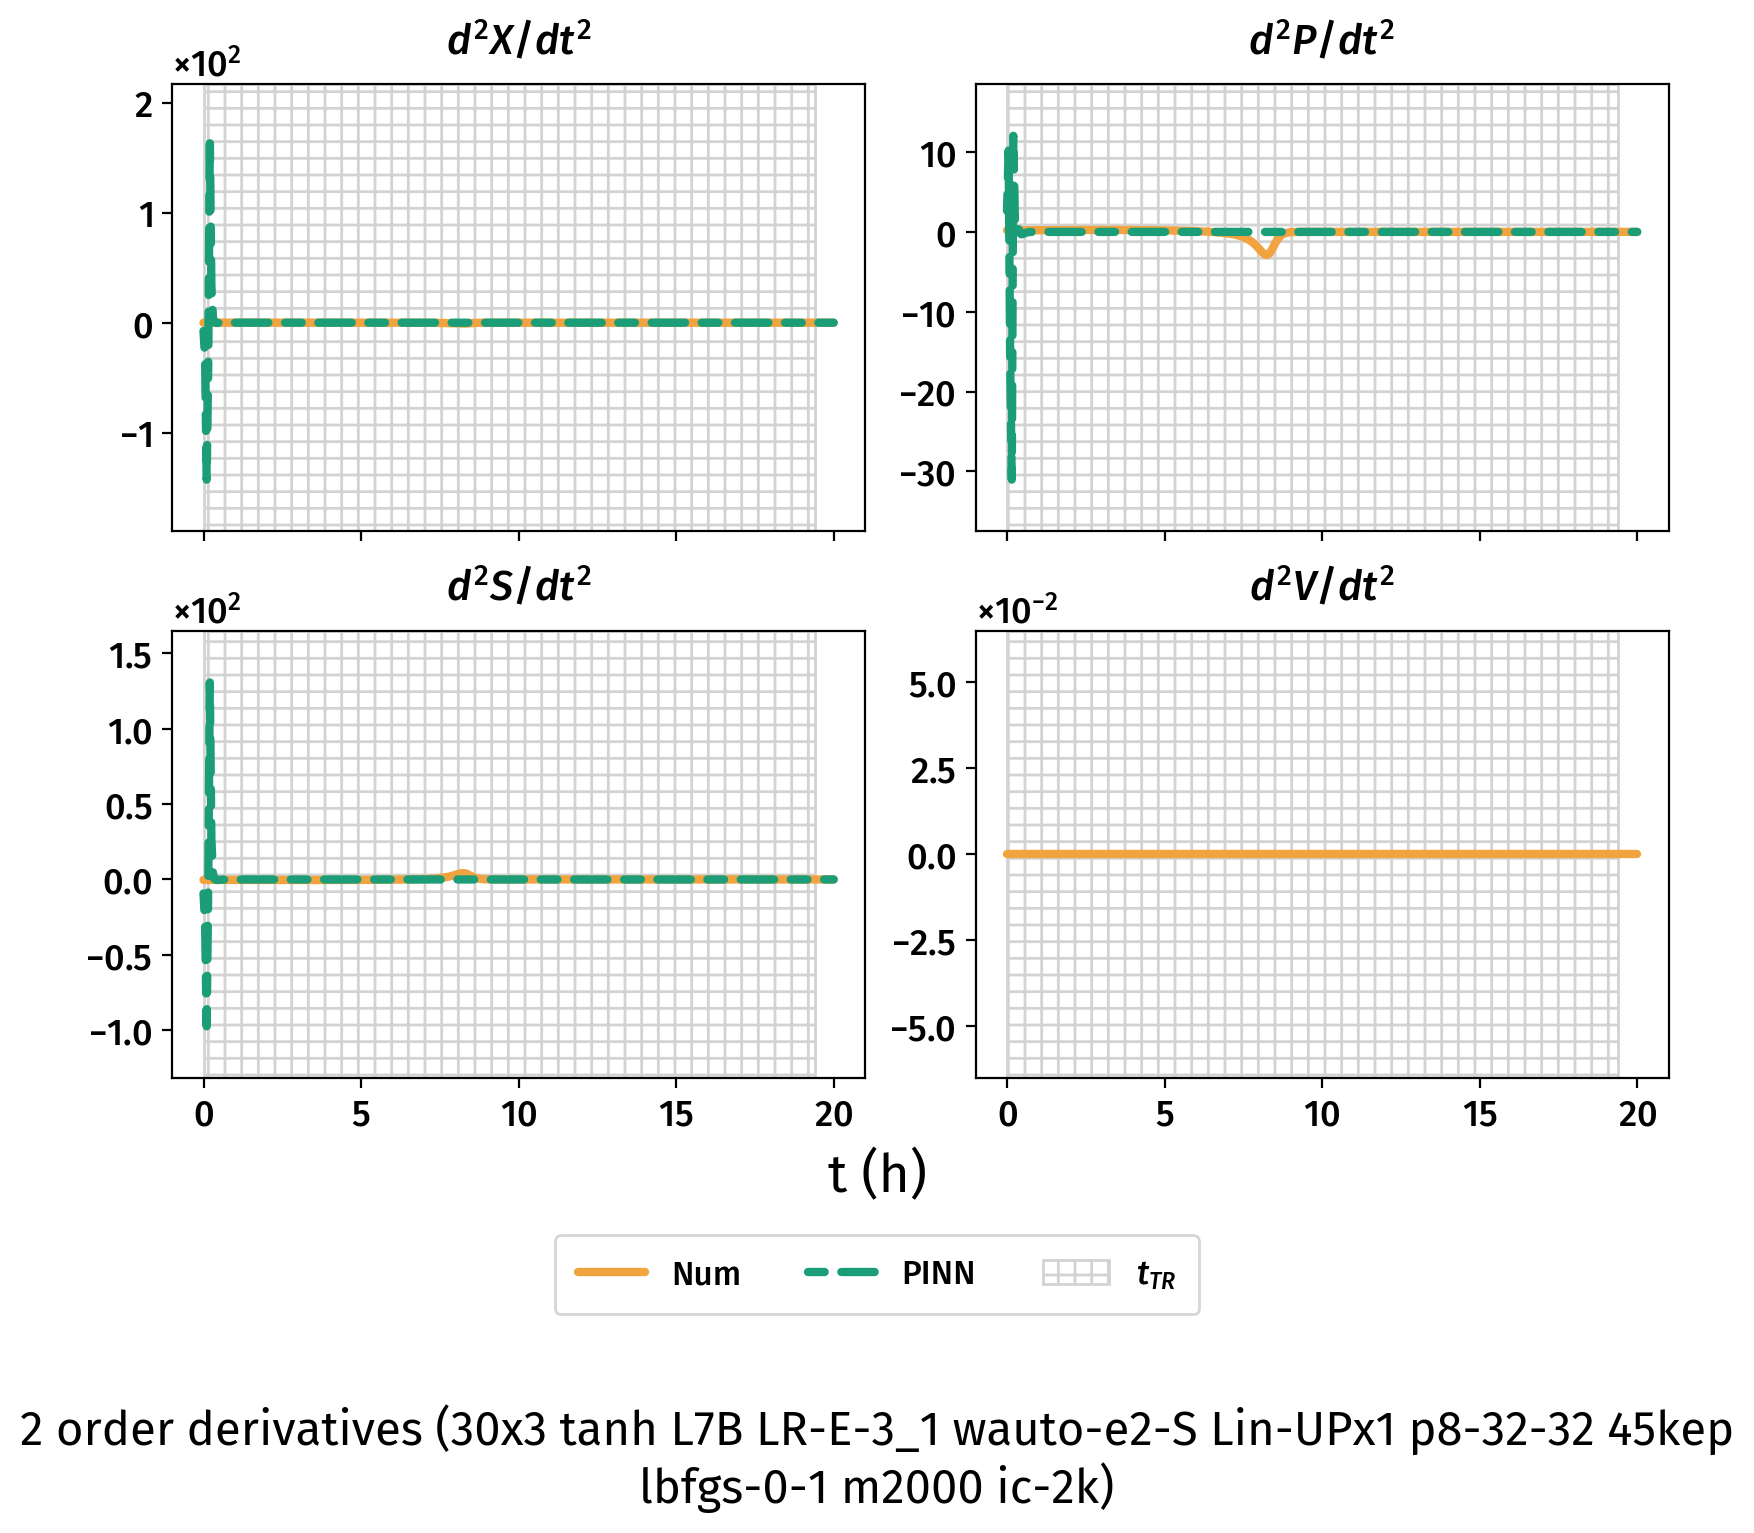 d²X/dt²
d²P/dt²
×10²
2
1
0
−1
10
0
−10
−20
−30
d²S/dt²
d²V/dt²
×10²
×10⁻²
1.5
1.0
0.5
0.0
−0.5
−1.0
5.0
2.5
0.0
−2.5
−5.0
0 5 10 15 20
0 5 10 15 20
t (h)
Num PINN t_TR
2 order derivatives (30x3 tanh L7B LR-E-3_1 wauto-e2-S Lin-UPx1 p8-32-32 45kep
lbfgs-0-1 m2000 ic-2k)